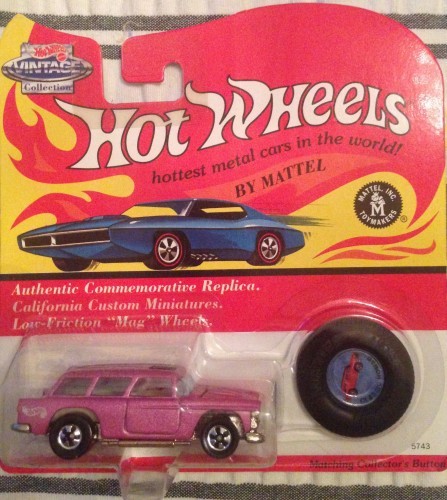 Hot Wheels
VINTAGE
Collection
HOT WHEELS
hottest metal cars in the world!
BY MATTEL
MATTEL, INC.
M
TOYMAKERS
®
Authentic Commemorative Replica.
California Custom Miniatures.
Low-Friction "Mag" Wheels.
5743
Matching Collector's Button